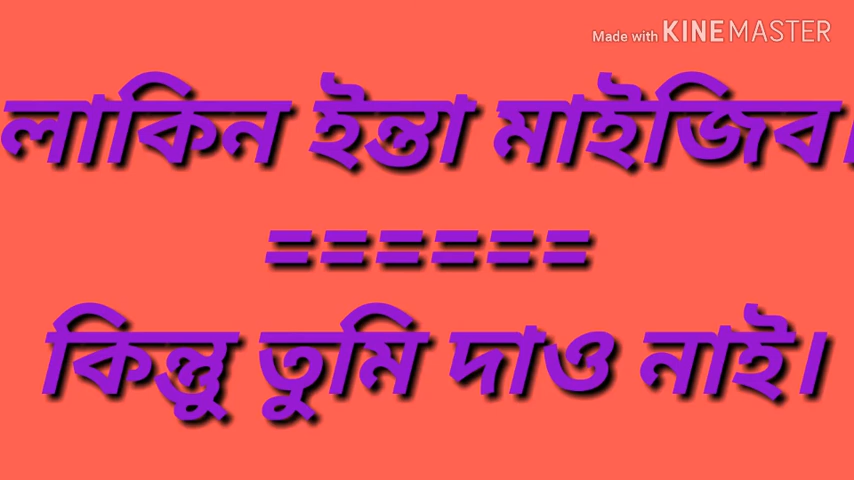 Made with KINEMASTER
লাকিন ইন্তা মাইজিব।
======
কিন্তু তুমি দাও নাই।